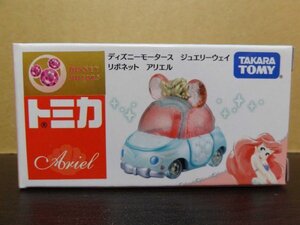 ディズニーモータース ジュエリーウェイ
リボネット アリエル
TAKARA
TOMY
トミカ
Ariel